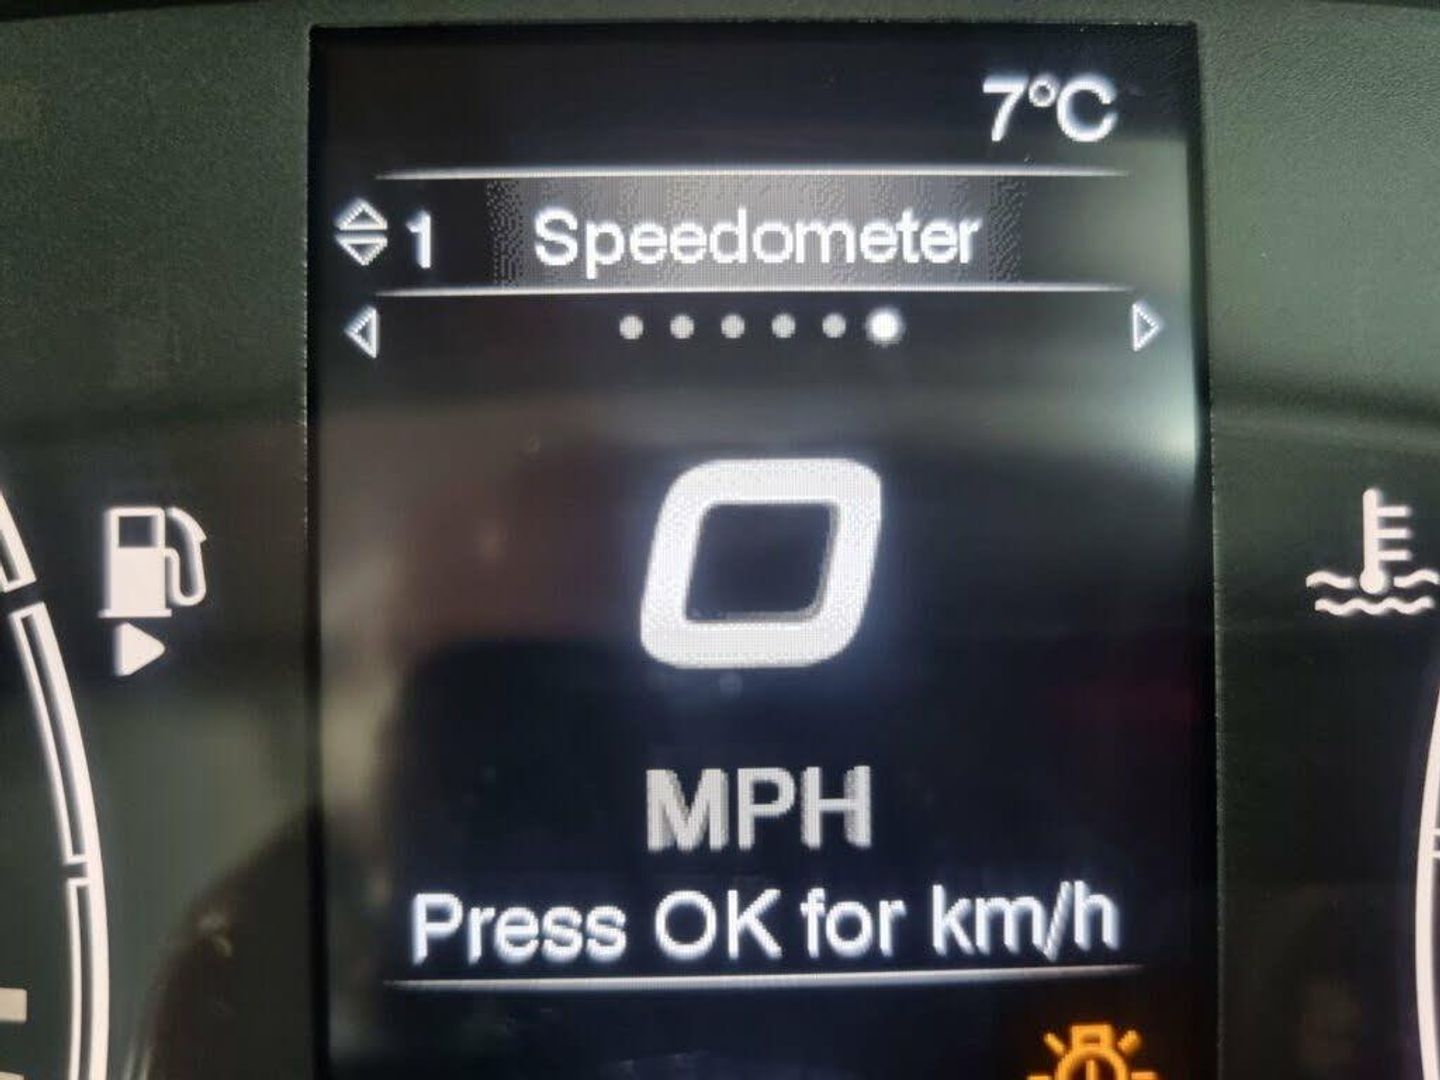 7°C
1 Speedometer
0
MPH
Press OK for km/h